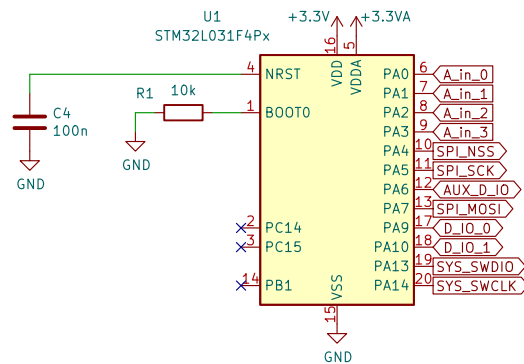 U1
STM32L031F4Px
+3.3V
+3.3VA
16
VDD
5
VDDA
4
NRST
R1
10k
1
BOOT0
C4
100n
GND
GND
2
PC14
3
PC15
14
PB1
VSS
15
GND
PA0
6
A_in_0
PA1
7
A_in_1
PA2
8
A_in_2
PA3
9
A_in_3
PA4
10
SPI_NSS
PA5
11
SPI_SCK
PA6
12
AUX_D_IO
PA7
13
SPI_MOSI
PA9
17
D_IO_0
PA10
18
D_IO_1
PA13
19
SYS_SWDIO
PA14
20
SYS_SWCLK